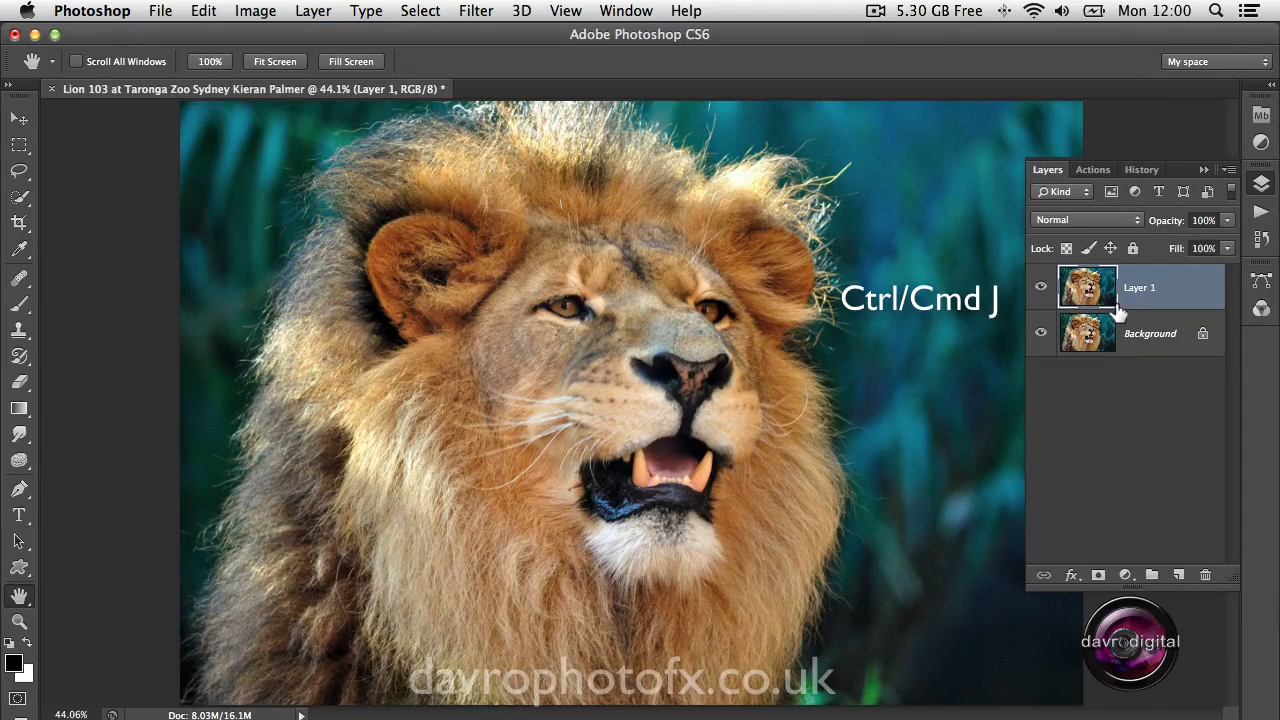 Photoshop File Edit Image Layer Type Select Filter 3D View Window Help 5.30 GB Free Mon 12:00
Adobe Photoshop CS6
Scroll All Windows 100% Fit Screen Fill Screen My space
Lion 103 at Taronga Zoo Sydney Kieran Palmer @ 44.1% (Layer 1, RGB/8) *
Mb
Layers Actions History
Kind
Normal Opacity: 100%
Lock: Fill: 100%
Layer 1
Ctrl/Cmd J
Background
fx
davrodigital
davrophotofx.co.uk
44.06% Doc: 8.03M/16.1M